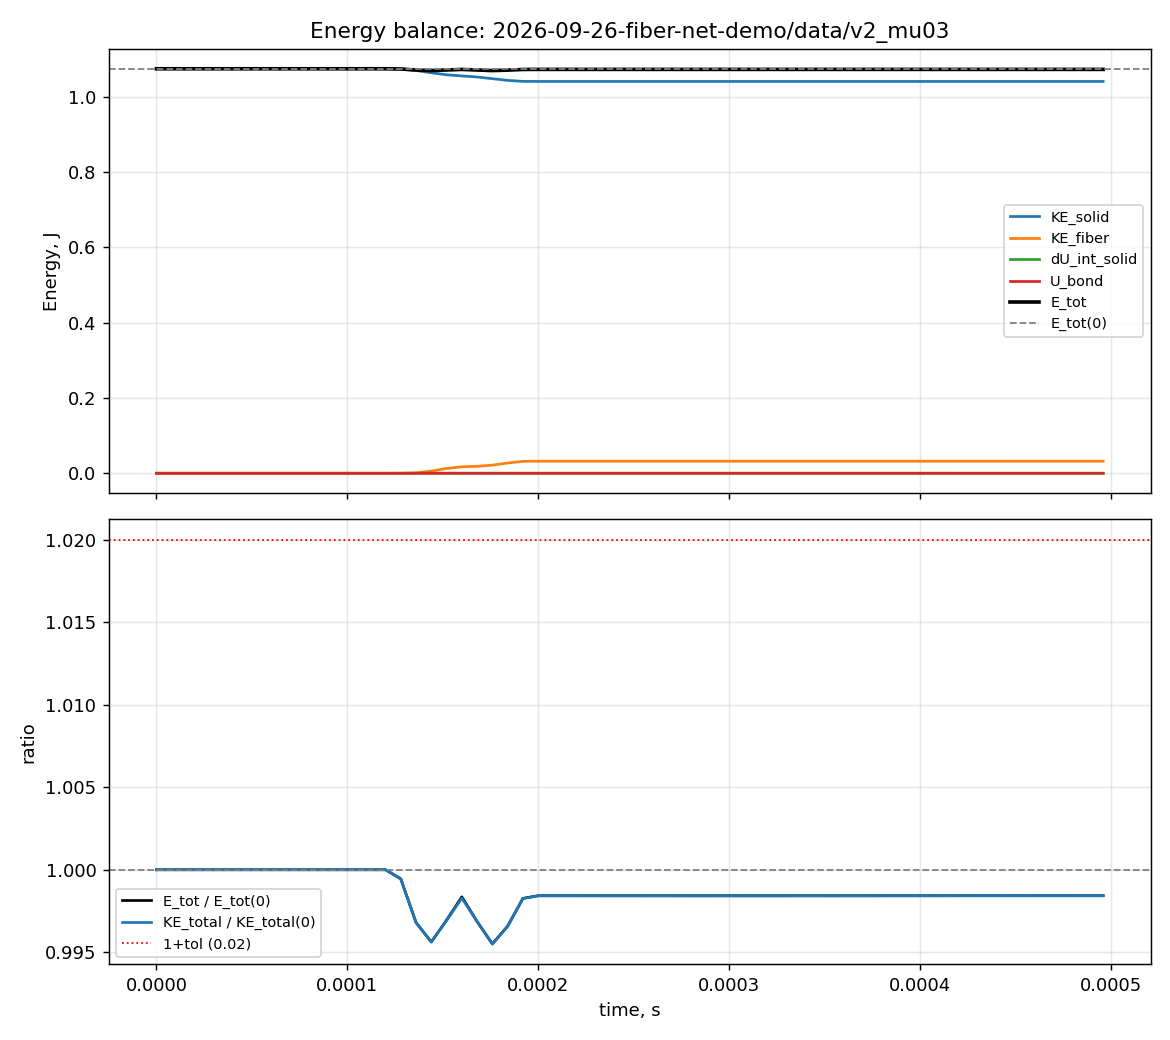 Energy balance: 2026-09-26-fiber-net-demo/data/v2_mu03
Energy, J
1.0
0.8
0.6
0.4
0.2
0.0
KE_solid
KE_fiber
dU_int_solid
U_bond
E_tot
E_tot(0)
ratio
1.020
1.015
1.010
1.005
1.000
0.995
E_tot / E_tot(0)
KE_total / KE_total(0)
1+tol (0.02)
0.0000 0.0001 0.0002 0.0003 0.0004 0.0005
time, s